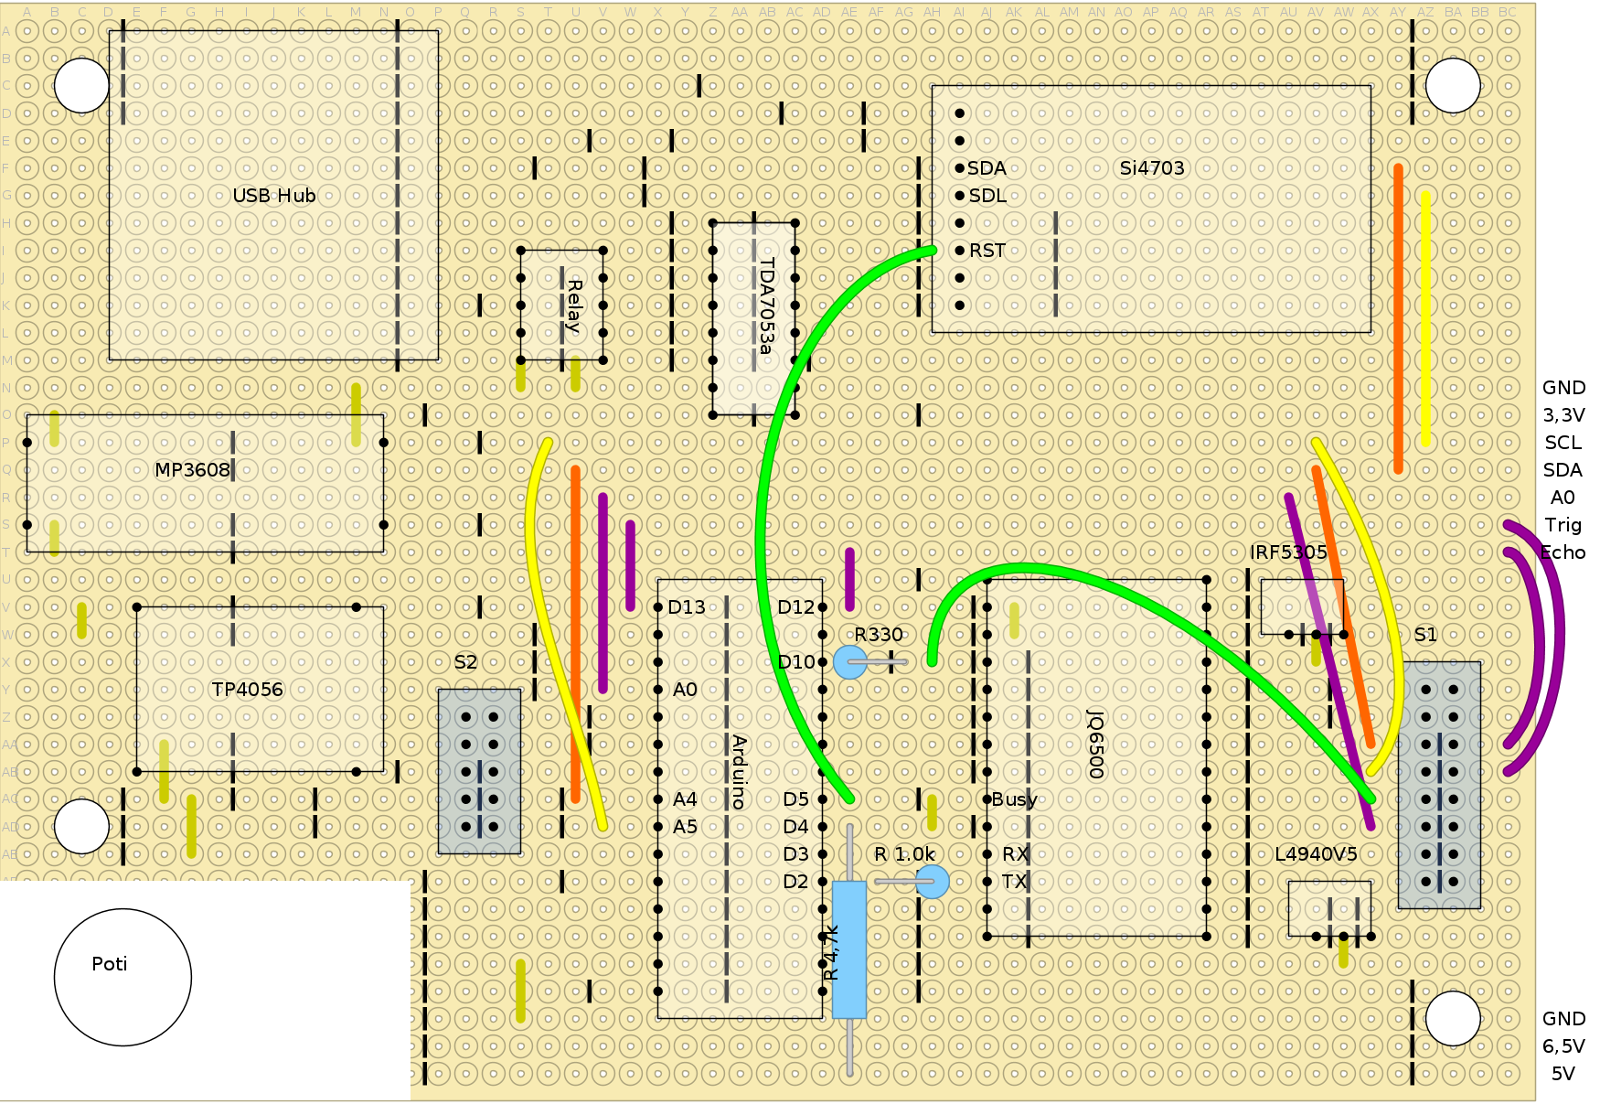 A B C D E F G H I J K L M N O P Q R S T U V W X Y Z AA AB AC AD AE AF AG AH AI AJ AK AL AM AN AO AP AQ AR AS AT AU AV AW AX AY AZ BA BB BC
A
B
C
D
E
F SDA Si4703
G USB Hub SDL
H
I RST
J Relay TDA7053a
K
L
M
N GND
O 3,3V
P SCL
Q MP3608 SDA
R A0
S Trig
T IRF5305 Echo
U
V D13 D12
W R330 S1
X S2 D10
Y TP4056 A0
Z
AA Arduino JQ6500
AB
AC A4 D5 Busy
AD A5 D4
AE D3 R 1.0k RX L4940V5
D2 TX
R 4,7k
Poti
GND
6,5V
5V